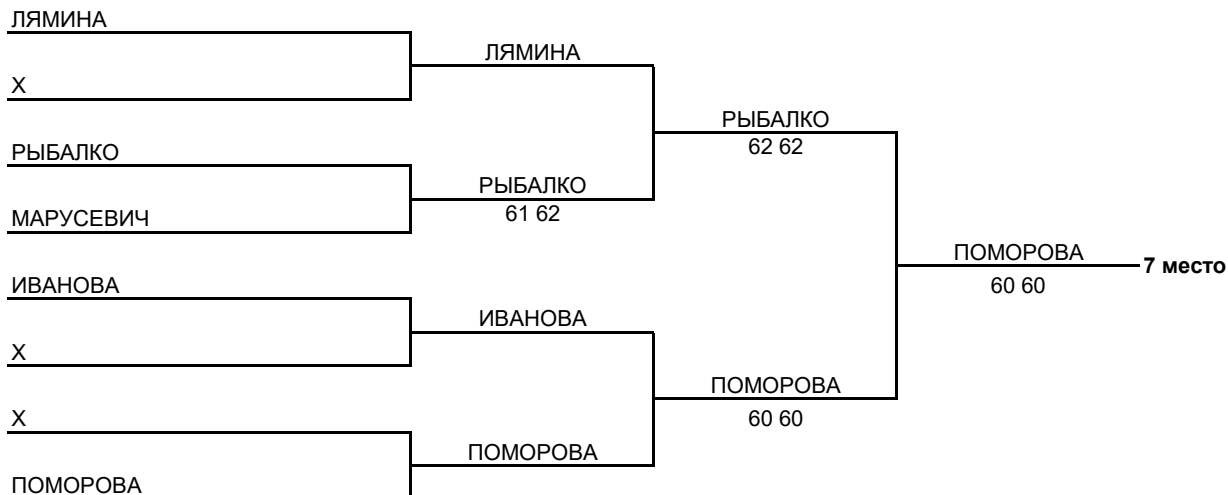 ЛЯМИНА
ЛЯМИНА
Х
РЫБАЛКО
62 62
РЫБАЛКО
РЫБАЛКО
61 62
МАРУСЕВИЧ
ПОМОРОВА
7 место
60 60
ИВАНОВА
ИВАНОВА
Х
ПОМОРОВА
60 60
Х
ПОМОРОВА
ПОМОРОВА